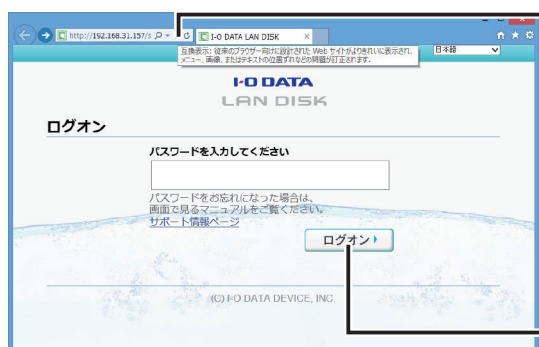 http://192.168.31.157/s
I-O DATA LAN DISK
互換表示: 従来のブラウザー向けに設計された Web サイトがよりきれいに表示され、
メニュー、画像、またはテキストの位置ずれなどの問題が訂正されます。
日本語
I-O DATA
LAN DISK
ログオン
パスワードを入力してください
パスワードをお忘れになった場合は、
画面で見るマニュアルをご覧ください。
サポート情報ページ
ログオン
(C) I-O DATA DEVICE, INC.